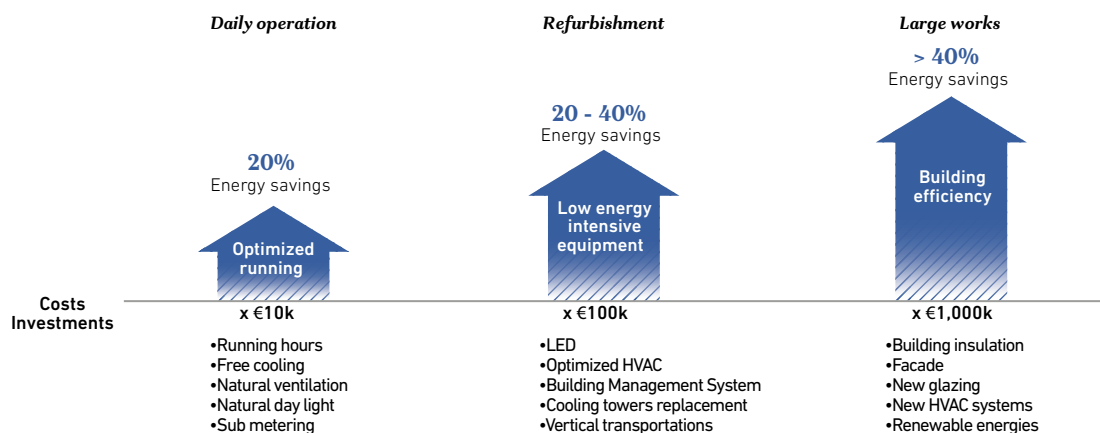 Daily operation
Refurbishment
Large works
20%
Energy savings
20 - 40%
Energy savings
> 40%
Energy savings
Optimized
running
Low energy
intensive
equipment
Building
efficiency
Costs
Investments
x €10k
x €100k
x €1,000k
•Running hours
•Free cooling
•Natural ventilation
•Natural day light
•Sub metering
•LED
•Optimized HVAC
•Building Management System
•Cooling towers replacement
•Vertical transportations
•Building insulation
•Facade
•New glazing
•New HVAC systems
•Renewable energies